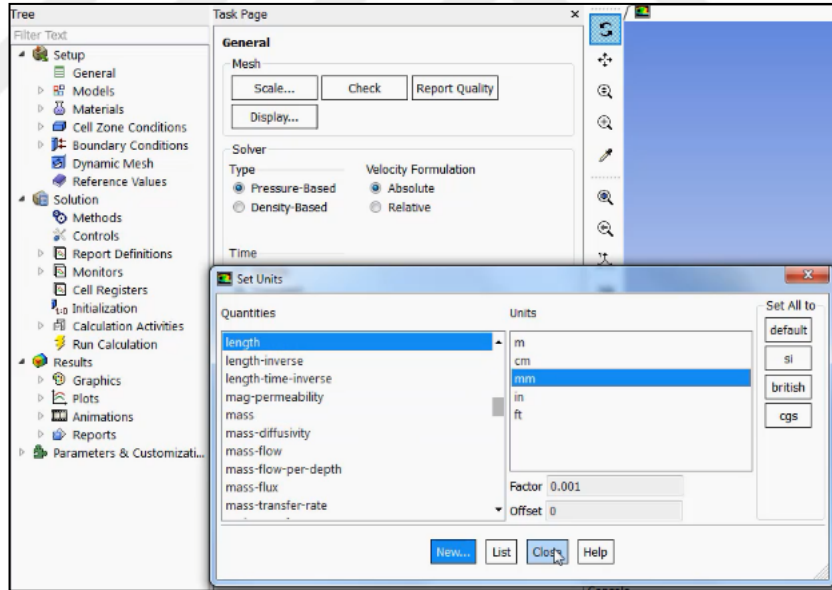 Tree
Filter Text
Setup
General
Models
Materials
Cell Zone Conditions
Boundary Conditions
Dynamic Mesh
Reference Values
Solution
Methods
Controls
Report Definitions
Monitors
Cell Registers
Initialization
Calculation Activities
Run Calculation
Results
Graphics
Plots
Animations
Reports
Parameters & Customizati...
Task Page
General
Mesh
Scale... Check Report Quality
Display...
Solver
Type Velocity Formulation
Pressure-Based Absolute
Density-Based Relative
Time
Set Units
Quantities
length
length-inverse
length-time-inverse
mag-permeability
mass
mass-diffusivity
mass-flow
mass-flow-per-depth
mass-flux
mass-transfer-rate
Units
m
cm
mm
in
ft
Factor 0.001
Offset 0
Set All to
default
si
british
cgs
New... List Close Help